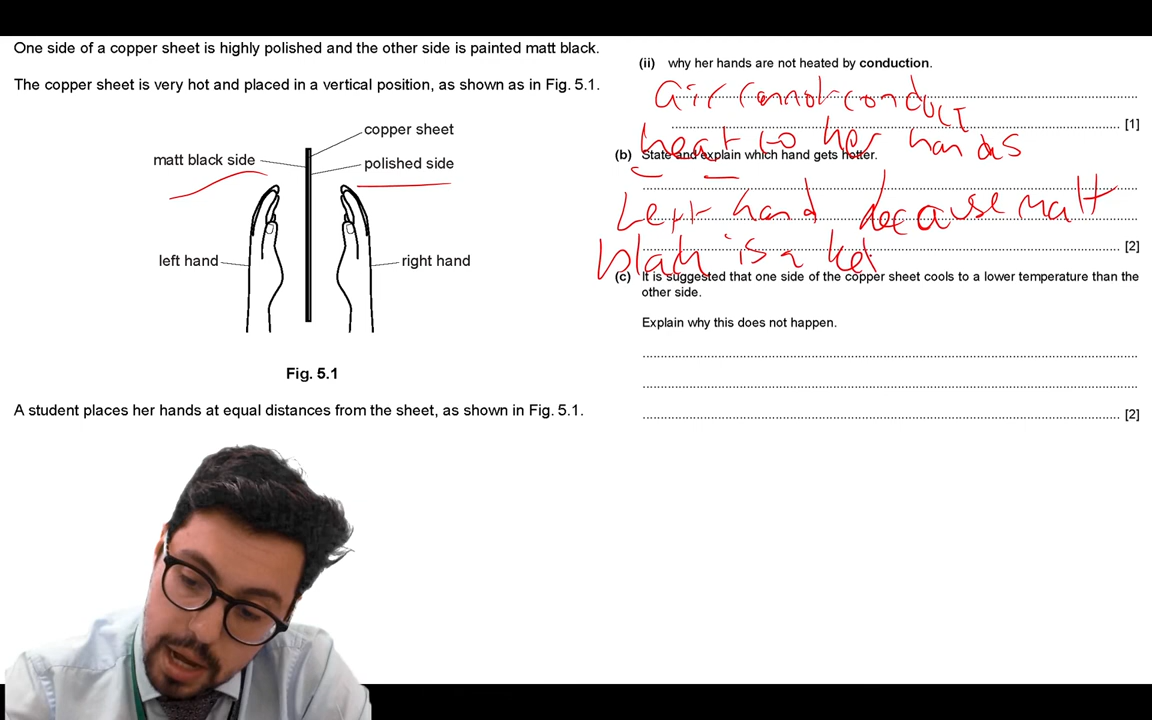 One side of a copper sheet is highly polished and the other side is painted matt black.
The copper sheet is very hot and placed in a vertical position, as shown as in Fig. 5.1.
copper sheet
matt black side
polished side
left hand
right hand
Fig. 5.1
A student places her hands at equal distances from the sheet, as shown in Fig. 5.1.
(ii) why her hands are not heated by conduction.
air cannot conduct
[1]
heat to her hands
(b) State and explain which hand gets hotter.
Left hand because matt
[2]
black is a
(c) It is suggested that one side of the copper sheet cools to a lower temperature than the
other side.
Explain why this does not happen.
[2]